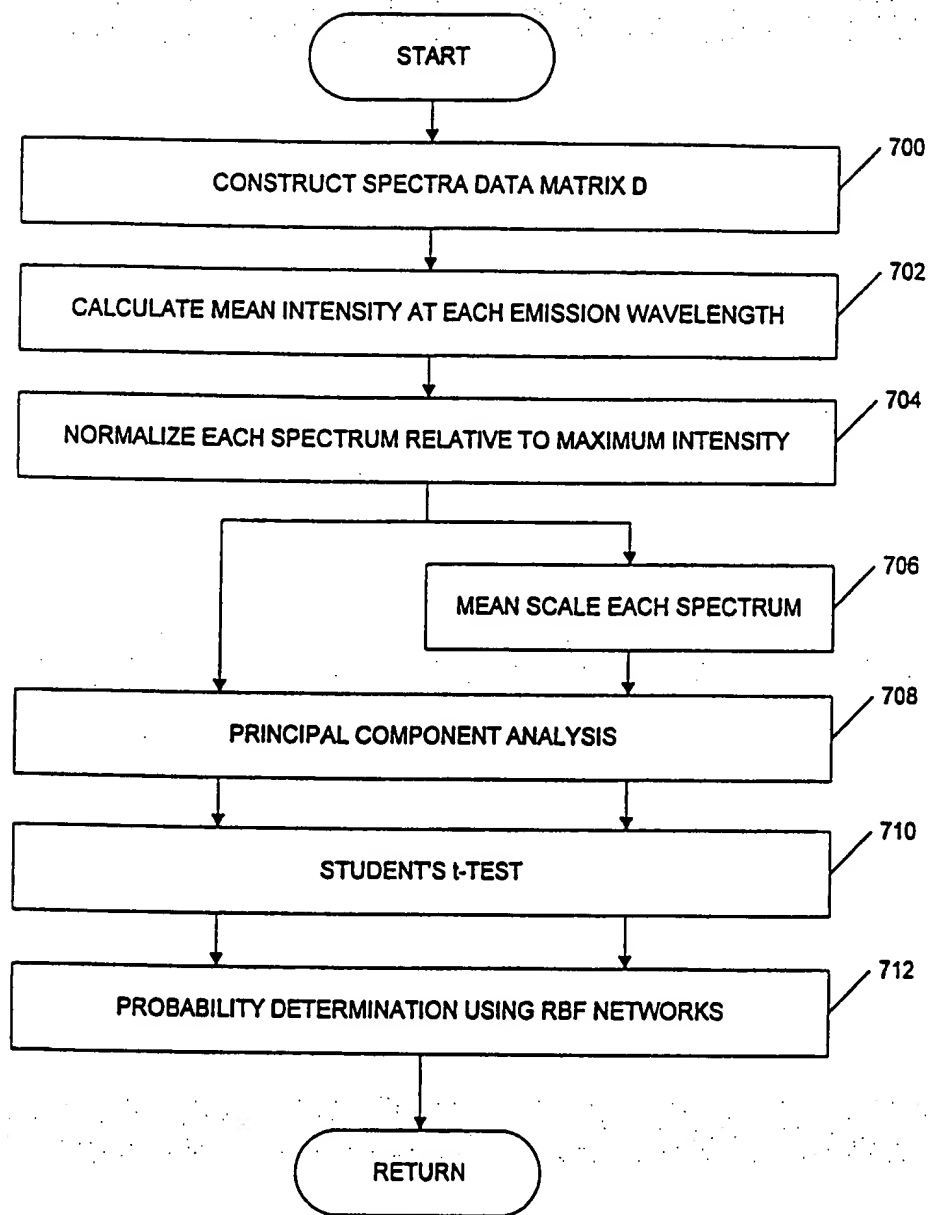 START
700
CONSTRUCT SPECTRA DATA MATRIX D
702
CALCULATE MEAN INTENSITY AT EACH EMISSION WAVELENGTH
704
NORMALIZE EACH SPECTRUM RELATIVE TO MAXIMUM INTENSITY
706
MEAN SCALE EACH SPECTRUM
708
PRINCIPAL COMPONENT ANALYSIS
710
STUDENT'S t-TEST
712
PROBABILITY DETERMINATION USING RBF NETWORKS
RETURN